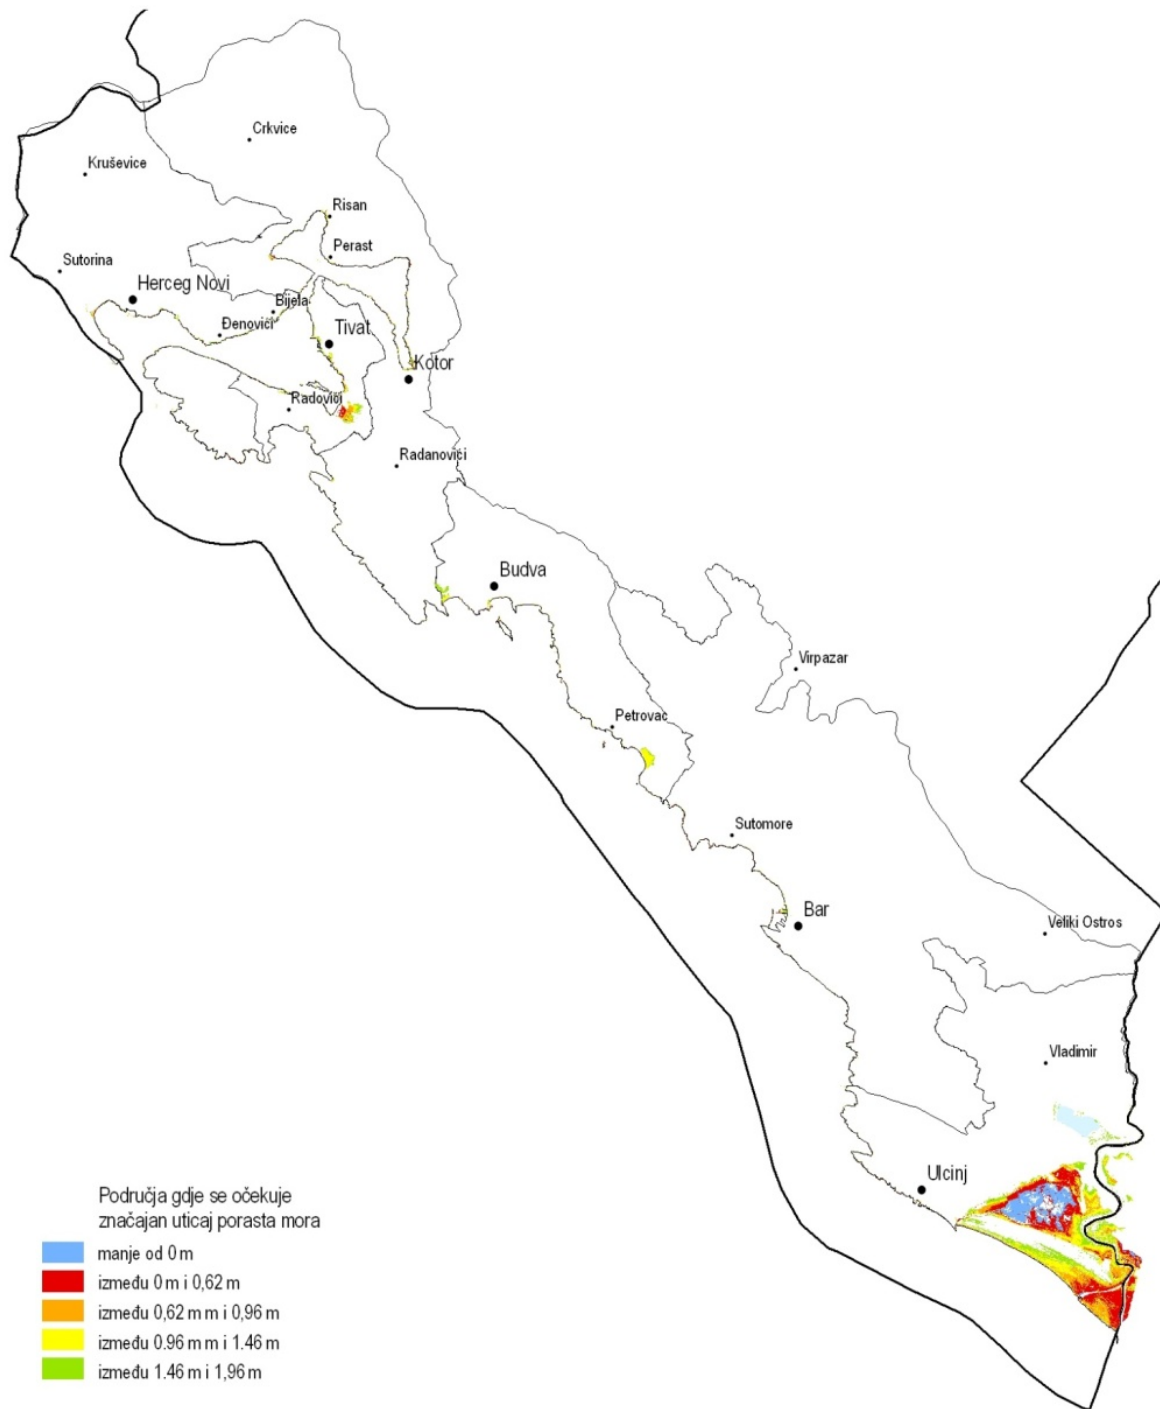 Crkvice
Kruševice
Risan
Perast
Sutorina
Herceg Novi
Bijela
Đenovići
Tivat
Kotor
Radovići
Radanovići
Budva
Virpazar
Petrovac
Sutomore
Bar
Veliki Ostros
Vladimir
Ulcinj
Područja gdje se očekuje
značajan uticaj porasta mora
manje od 0 m
između 0 m i 0,62 m
između 0,62 m m i 0,96 m
između 0.96 m m i 1.46 m
između 1.46 m i 1,96 m